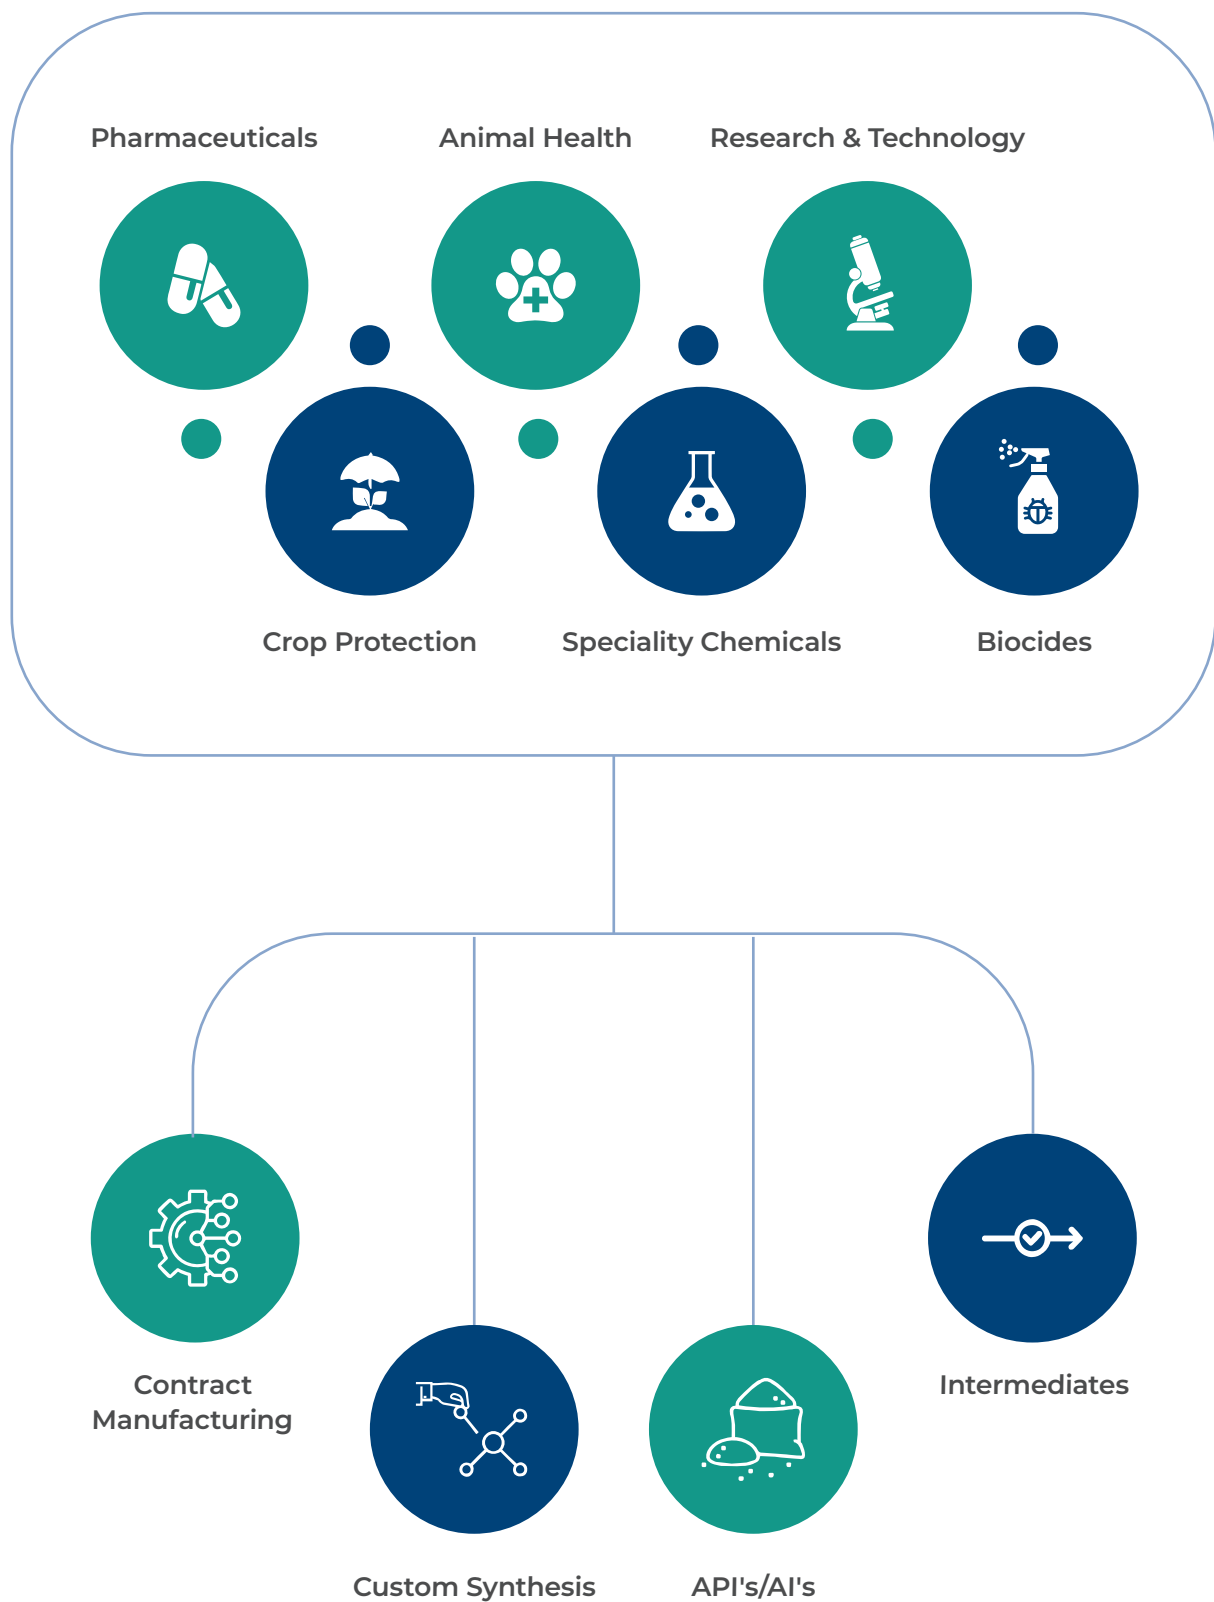 Pharmaceuticals
Animal Health
Research & Technology
Crop Protection
Speciality Chemicals
Biocides
Contract
Manufacturing
Intermediates
Custom Synthesis
API's/AI's